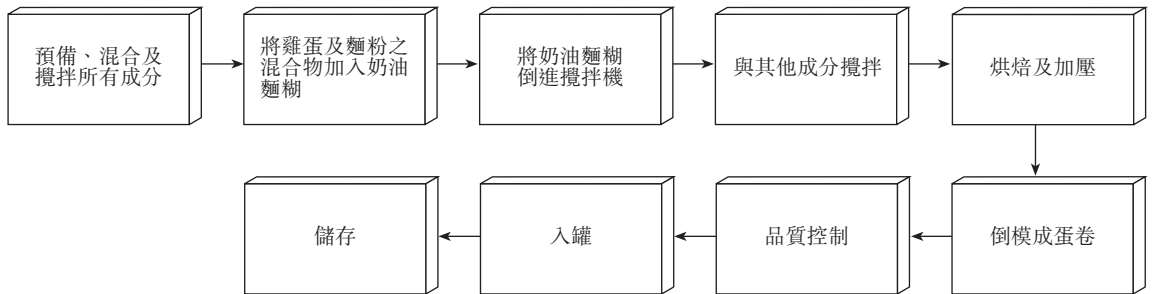 預備、混合及
攪拌所有成分
將雞蛋及麵粉之
混合物加入奶油
麵糊
將奶油麵糊
倒進攪拌機
與其他成分攪拌
烘焙及加壓
倒模成蛋卷
品質控制
入罐
儲存